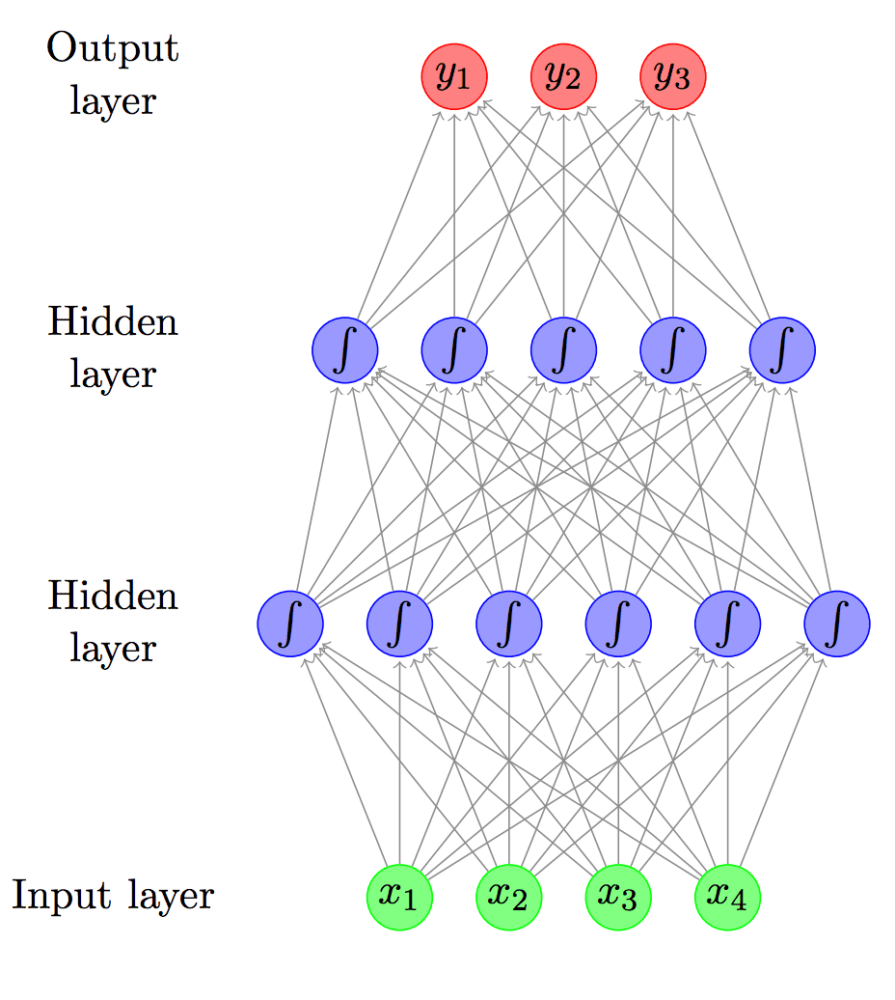 Output
layer
y1 y2 y3
Hidden
layer
∫ ∫ ∫ ∫ ∫
Hidden
layer
∫ ∫ ∫ ∫ ∫ ∫
Input layer
x1 x2 x3 x4